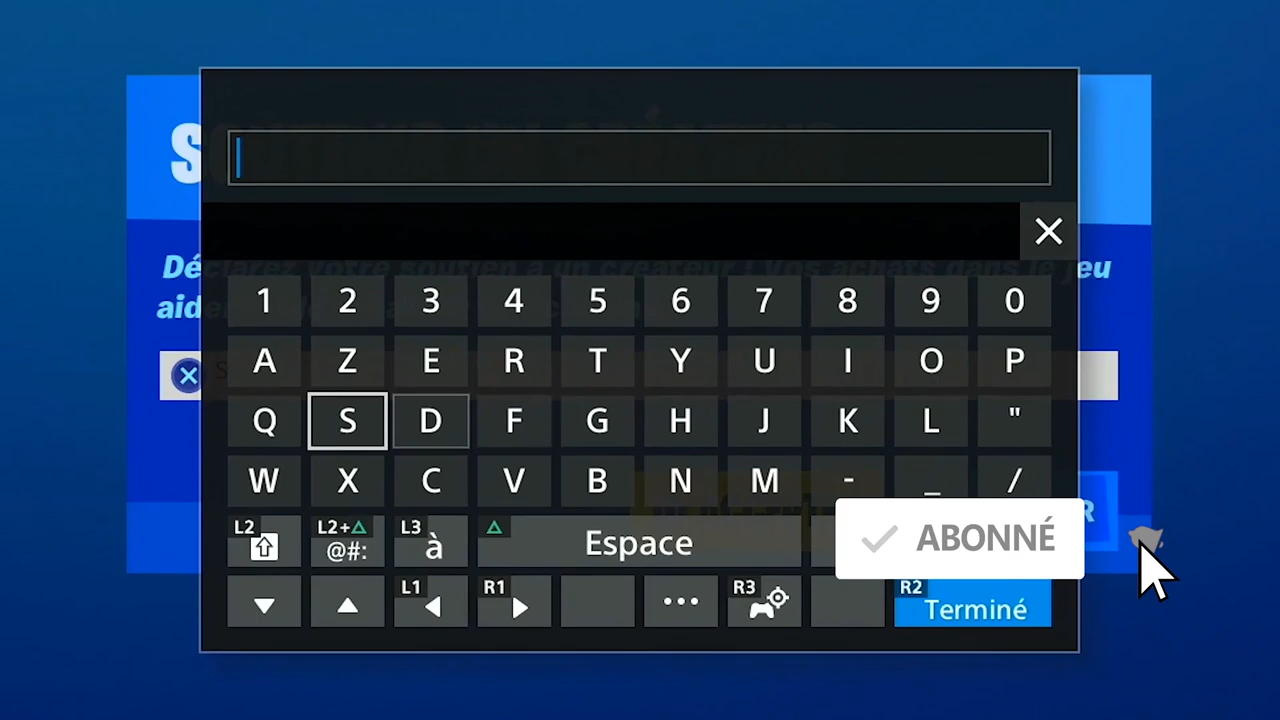 S
Déclarez votre soutien à un créateur ! Vos achats dans le jeu
aide
1 2 3 4 5 6 7 8 9 0
A Z E R T Y U I O P
S
Q S D F G H J K L "
W X C V B N M - _ /
R
L2 L2+△ L3 △
@#: à Espace
ABONNÉ
L1 R1 R3 R2
... Terminé